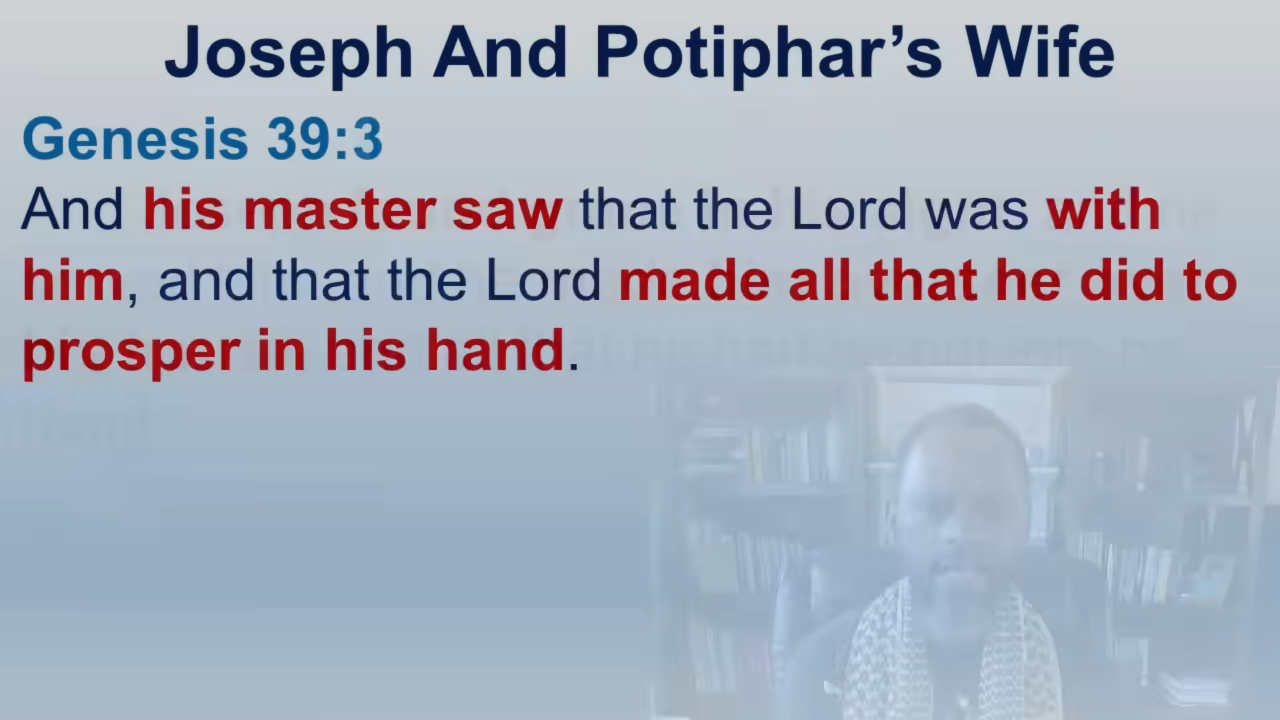 Joseph And Potiphar’s Wife
Genesis 39:3
And his master saw that the Lord was with
him, and that the Lord made all that he did to
prosper in his hand.